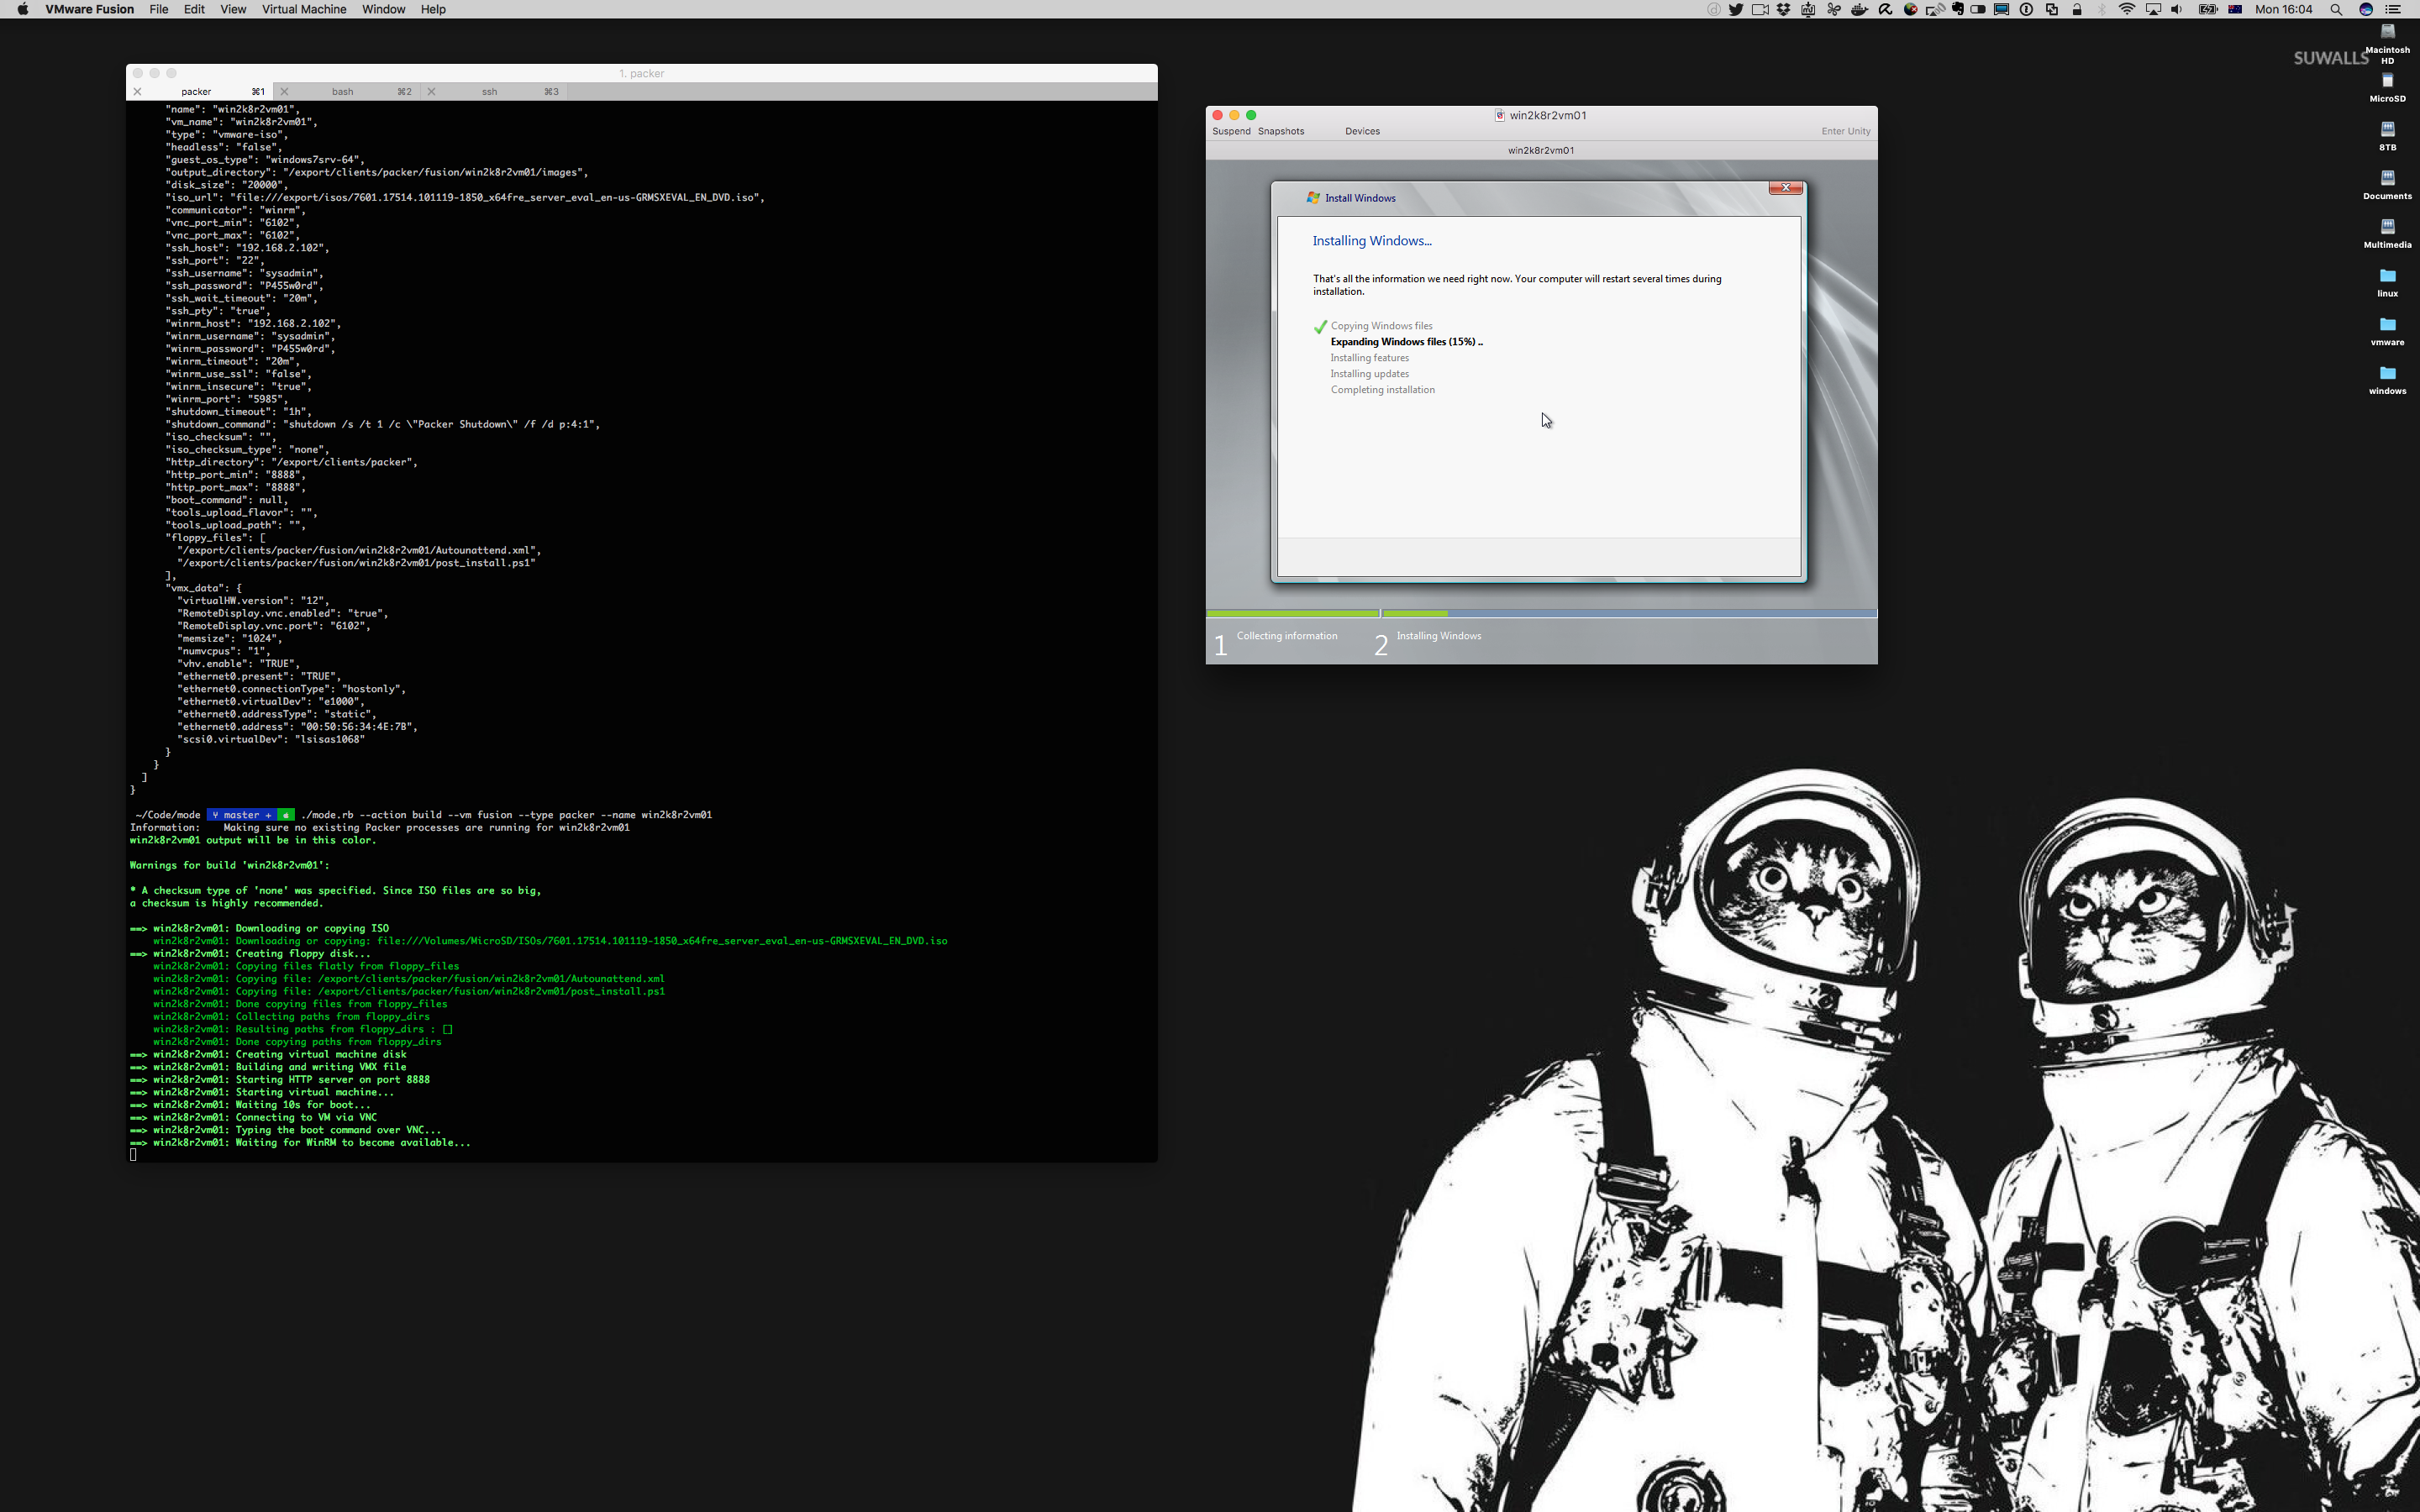 VMware Fusion File Edit View Virtual Machine Window Help Mon 16:04
SUWALLS
Macintosh
HD
MicroSD
8TB
Documents
Multimedia
linux
vmware
windows
1. packer
packer ⌘1 bash ⌘2 ssh ⌘3
"name": "win2k8r2vm01",
"vm_name": "win2k8r2vm01",
"type": "vmware-iso",
"headless": "false",
"guest_os_type": "windows7srv-64",
"output_directory": "/export/clients/packer/fusion/win2k8r2vm01/images",
"disk_size": "20000",
"iso_url": "file:///export/isos/7601.17514.101119-1850_x64fre_server_eval_en-us-GRMSXEVAL_EN_DVD.iso",
"communicator": "winrm",
"vnc_port_min": "6102",
"vnc_port_max": "6102",
"ssh_host": "192.168.2.102",
"ssh_port": "22",
"ssh_username": "sysadmin",
"ssh_password": "P455w0rd",
"ssh_wait_timeout": "20m",
"ssh_pty": "true",
"winrm_host": "192.168.2.102",
"winrm_username": "sysadmin",
"winrm_password": "P455w0rd",
"winrm_timeout": "20m",
"winrm_use_ssl": "false",
"winrm_insecure": "true",
"winrm_port": "5985",
"shutdown_timeout": "1h",
"shutdown_command": "shutdown /s /t 1 /c \"Packer Shutdown\" /f /d p:4:1",
"iso_checksum": "",
"iso_checksum_type": "none",
"http_directory": "/export/clients/packer",
"http_port_min": "8888",
"http_port_max": "8888",
"boot_command": null,
"tools_upload_flavor": "",
"tools_upload_path": "",
"floppy_files": [
"/export/clients/packer/fusion/win2k8r2vm01/Autounattend.xml",
"/export/clients/packer/fusion/win2k8r2vm01/post_install.ps1"
],
"vmx_data": {
"virtualHW.version": "12",
"RemoteDisplay.vnc.enabled": "true",
"RemoteDisplay.vnc.port": "6102",
"memsize": "1024",
"numvcpus": "1",
"vhv.enable": "TRUE",
"ethernet0.present": "TRUE",
"ethernet0.connectionType": "hostonly",
"ethernet0.virtualDev": "e1000",
"ethernet0.addressType": "static",
"ethernet0.address": "00:50:56:34:4E:7B",
"scsi0.virtualDev": "lsisas1068"
}
}
]
}
~/Code/mode master + ./mode.rb --action build --vm fusion --type packer --name win2k8r2vm01
Information: Making sure no existing Packer processes are running for win2k8r2vm01
win2k8r2vm01 output will be in this color.
Warnings for build 'win2k8r2vm01':
* A checksum type of 'none' was specified. Since ISO files are so big,
a checksum is highly recommended.
==> win2k8r2vm01: Downloading or copying ISO
win2k8r2vm01: Downloading or copying: file:///Volumes/MicroSD/ISOs/7601.17514.101119-1850_x64fre_server_eval_en-us-GRMSXEVAL_EN_DVD.iso
==> win2k8r2vm01: Creating floppy disk...
win2k8r2vm01: Copying files flatly from floppy_files
win2k8r2vm01: Copying file: /export/clients/packer/fusion/win2k8r2vm01/Autounattend.xml
win2k8r2vm01: Copying file: /export/clients/packer/fusion/win2k8r2vm01/post_install.ps1
win2k8r2vm01: Done copying files from floppy_files
win2k8r2vm01: Collecting paths from floppy_dirs
win2k8r2vm01: Resulting paths from floppy_dirs : []
win2k8r2vm01: Done copying paths from floppy_dirs
==> win2k8r2vm01: Creating virtual machine disk
==> win2k8r2vm01: Building and writing VMX file
==> win2k8r2vm01: Starting HTTP server on port 8888
==> win2k8r2vm01: Starting virtual machine...
==> win2k8r2vm01: Waiting 10s for boot...
==> win2k8r2vm01: Connecting to VM via VNC
==> win2k8r2vm01: Typing the boot command over VNC...
==> win2k8r2vm01: Waiting for WinRM to become available...
win2k8r2vm01
Suspend Snapshots Devices Enter Unity
win2k8r2vm01
Install Windows
Installing Windows...
That's all the information we need right now. Your computer will restart several times during
installation.
Copying Windows files
Expanding Windows files (15%) ..
Installing features
Installing updates
Completing installation
1 Collecting information 2 Installing Windows